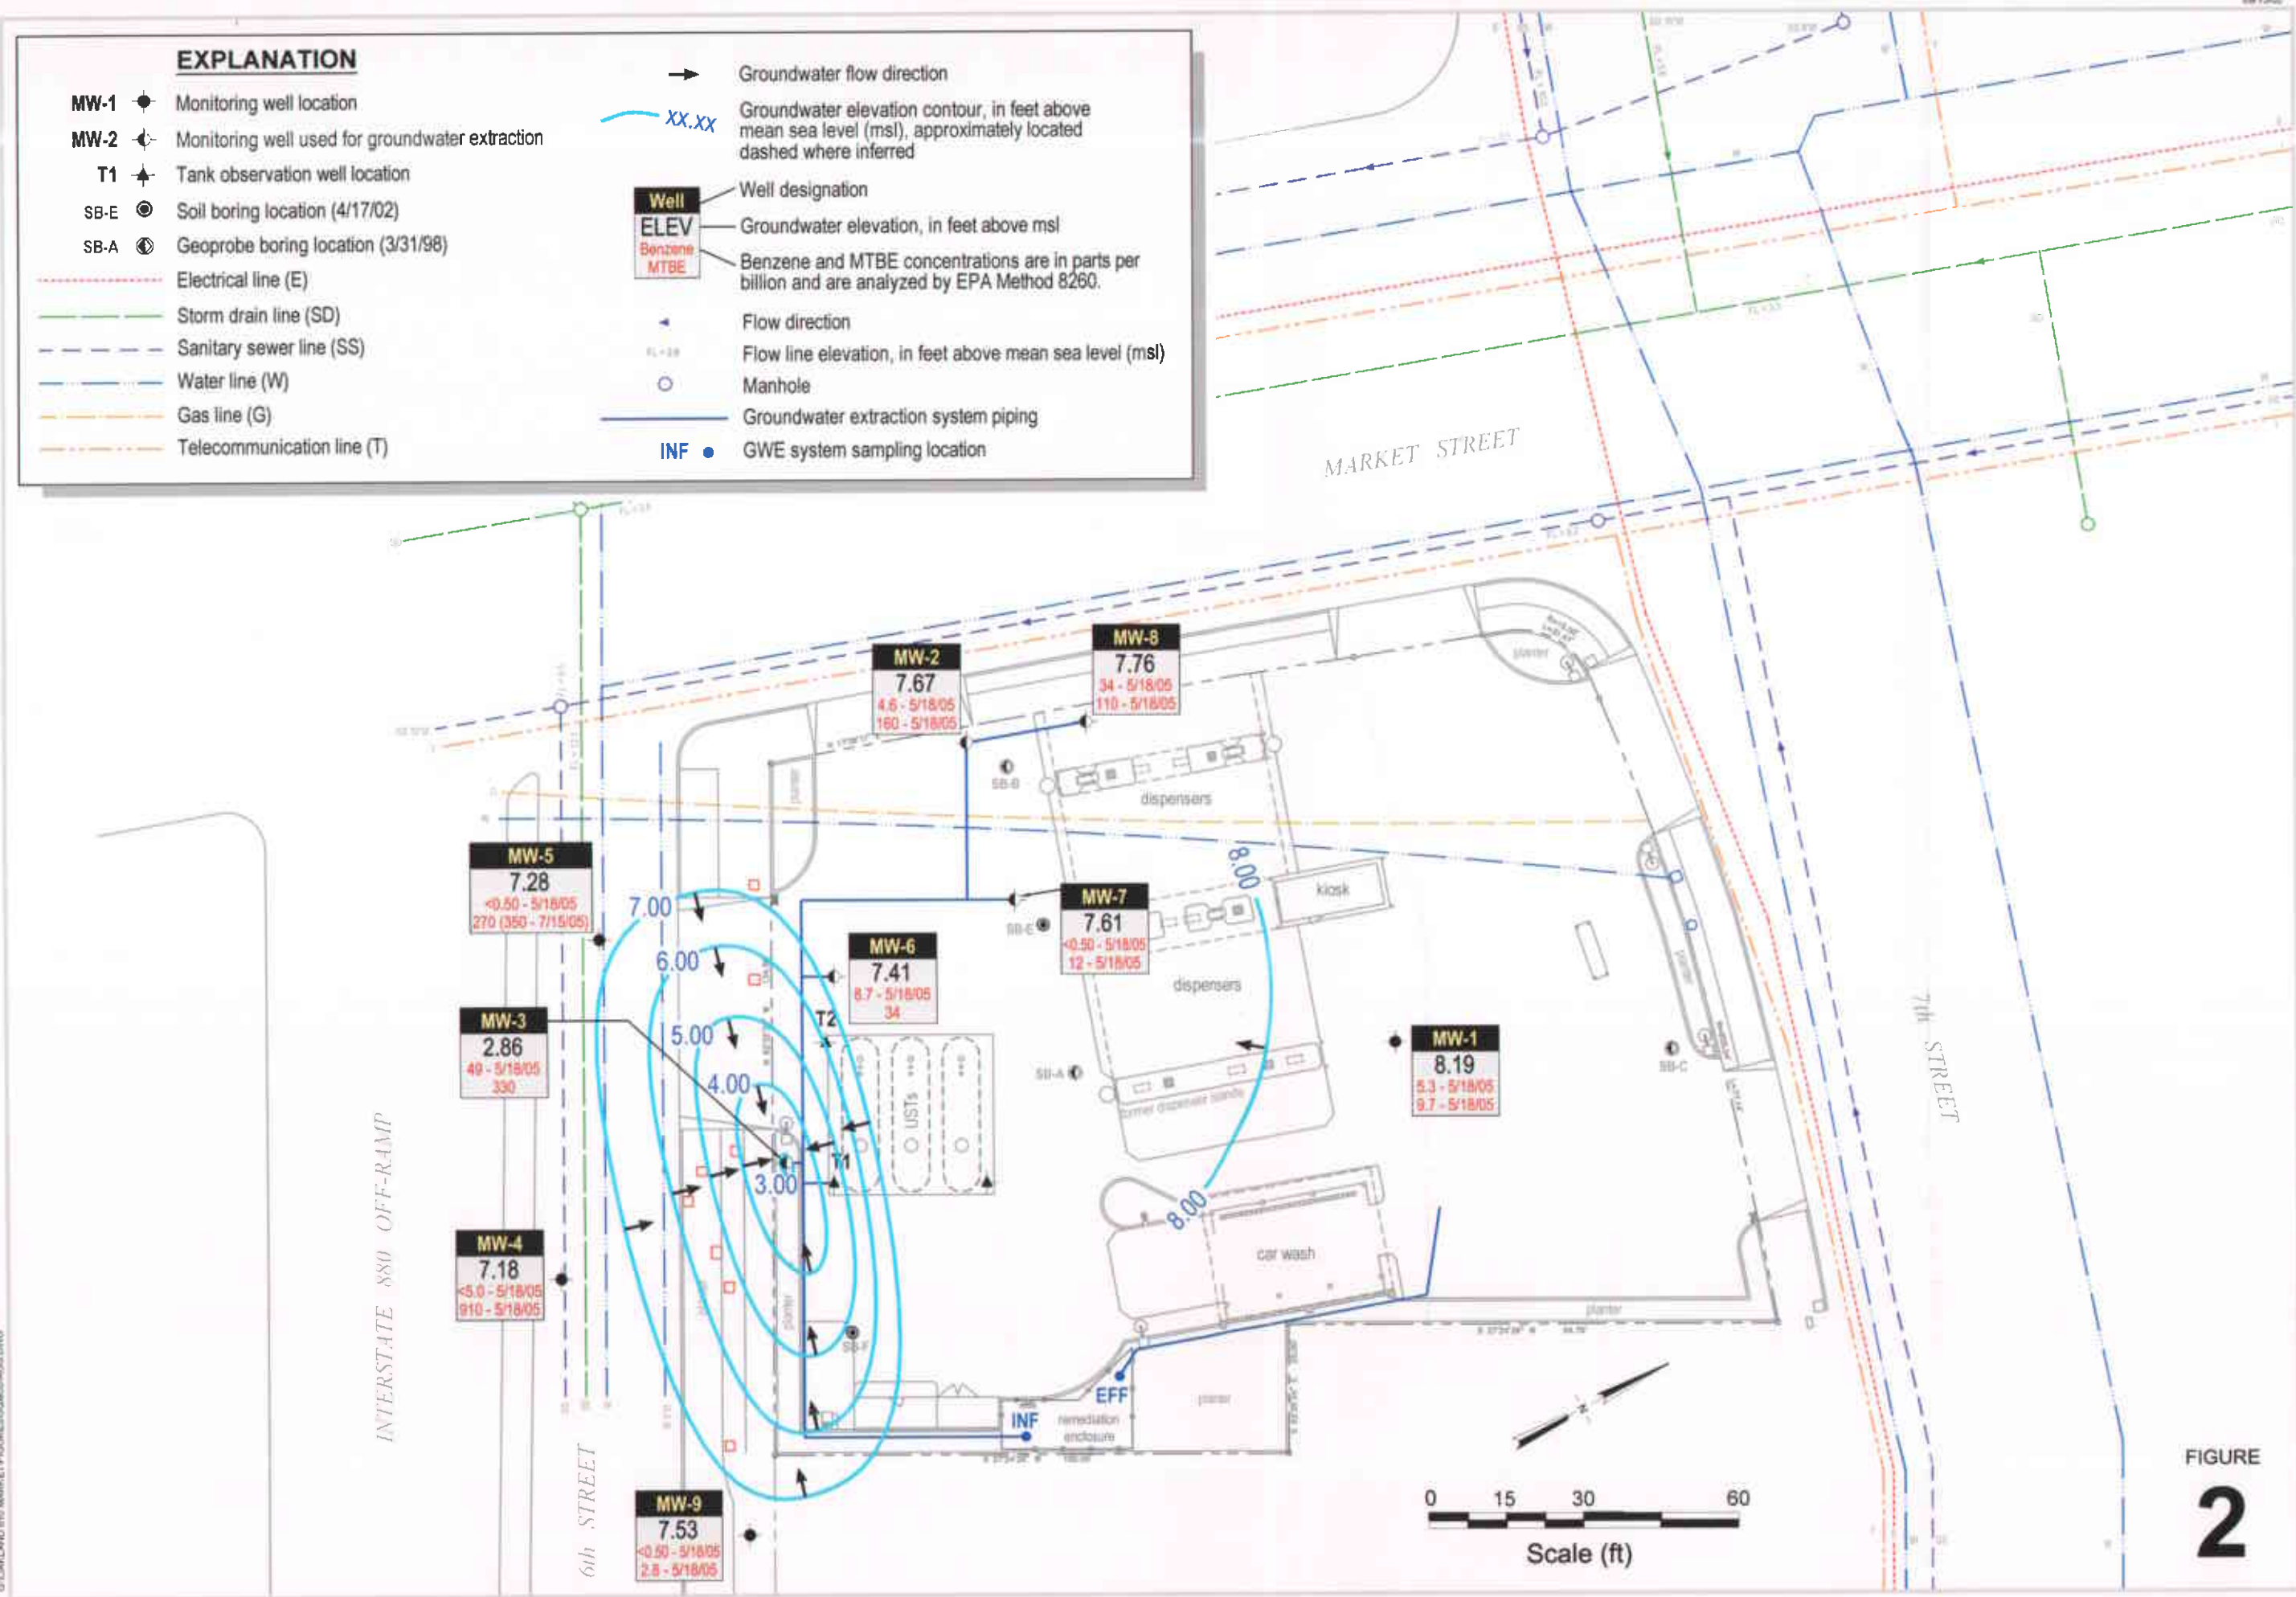 EXPLANATION
MW-1 Monitoring well location
MW-2 Monitoring well used for groundwater extraction
T1 Tank observation well location
SB-E Soil boring location (4/17/02)
SB-A Geoprobe boring location (3/31/98)
Electrical line (E)
Storm drain line (SD)
Sanitary sewer line (SS)
Water line (W)
Gas line (G)
Telecommunication line (T)
Groundwater flow direction
XX.XX Groundwater elevation contour, in feet above
mean sea level (msl), approximately located
dashed where inferred
Well
ELEV
Benzene
MTBE
Well designation
Groundwater elevation, in feet above msl
Benzene and MTBE concentrations are in parts per
billion and are analyzed by EPA Method 8260.
Flow direction
Flow line elevation, in feet above mean sea level (msl)
Manhole
Groundwater extraction system piping
INF GWE system sampling location
MARKET STREET
MW-8
7.76
34 - 5/18/05
110 - 5/18/05
MW-2
7.67
4.6 - 5/18/05
160 - 5/18/05
planter
planter
SB-B
dispensers
MW-5
7.28
<0.50 - 5/18/05
270 (350 - 7/15/05)
7.00
8.00
kiosk
MW-7
7.61
<0.50 - 5/18/05
12 - 5/18/05
SB-E
MW-6
7.41
6.7 - 5/18/05
34
6.00
dispensers
planter
7th STREET
MW-3
2.86
49 - 5/18/05
330
T2
5.00
MW-1
8.19
5.3 - 5/18/05
9.7 - 5/18/05
SB-C
SB-A
4.00
USTs
former dispenser islands
T1
3.00
8.00
INTERSTATE 880 OFF-RAMP
MW-4
7.18
<5.0 - 5/18/05
910 - 5/18/05
car wash
planter
planter
SB-F
EFF
INF
remediation
enclosure
planter
6th STREET
MW-9
7.53
<0.50 - 5/18/05
2.8 - 5/18/05
N
0 15 30 60
Scale (ft)
FIGURE
2